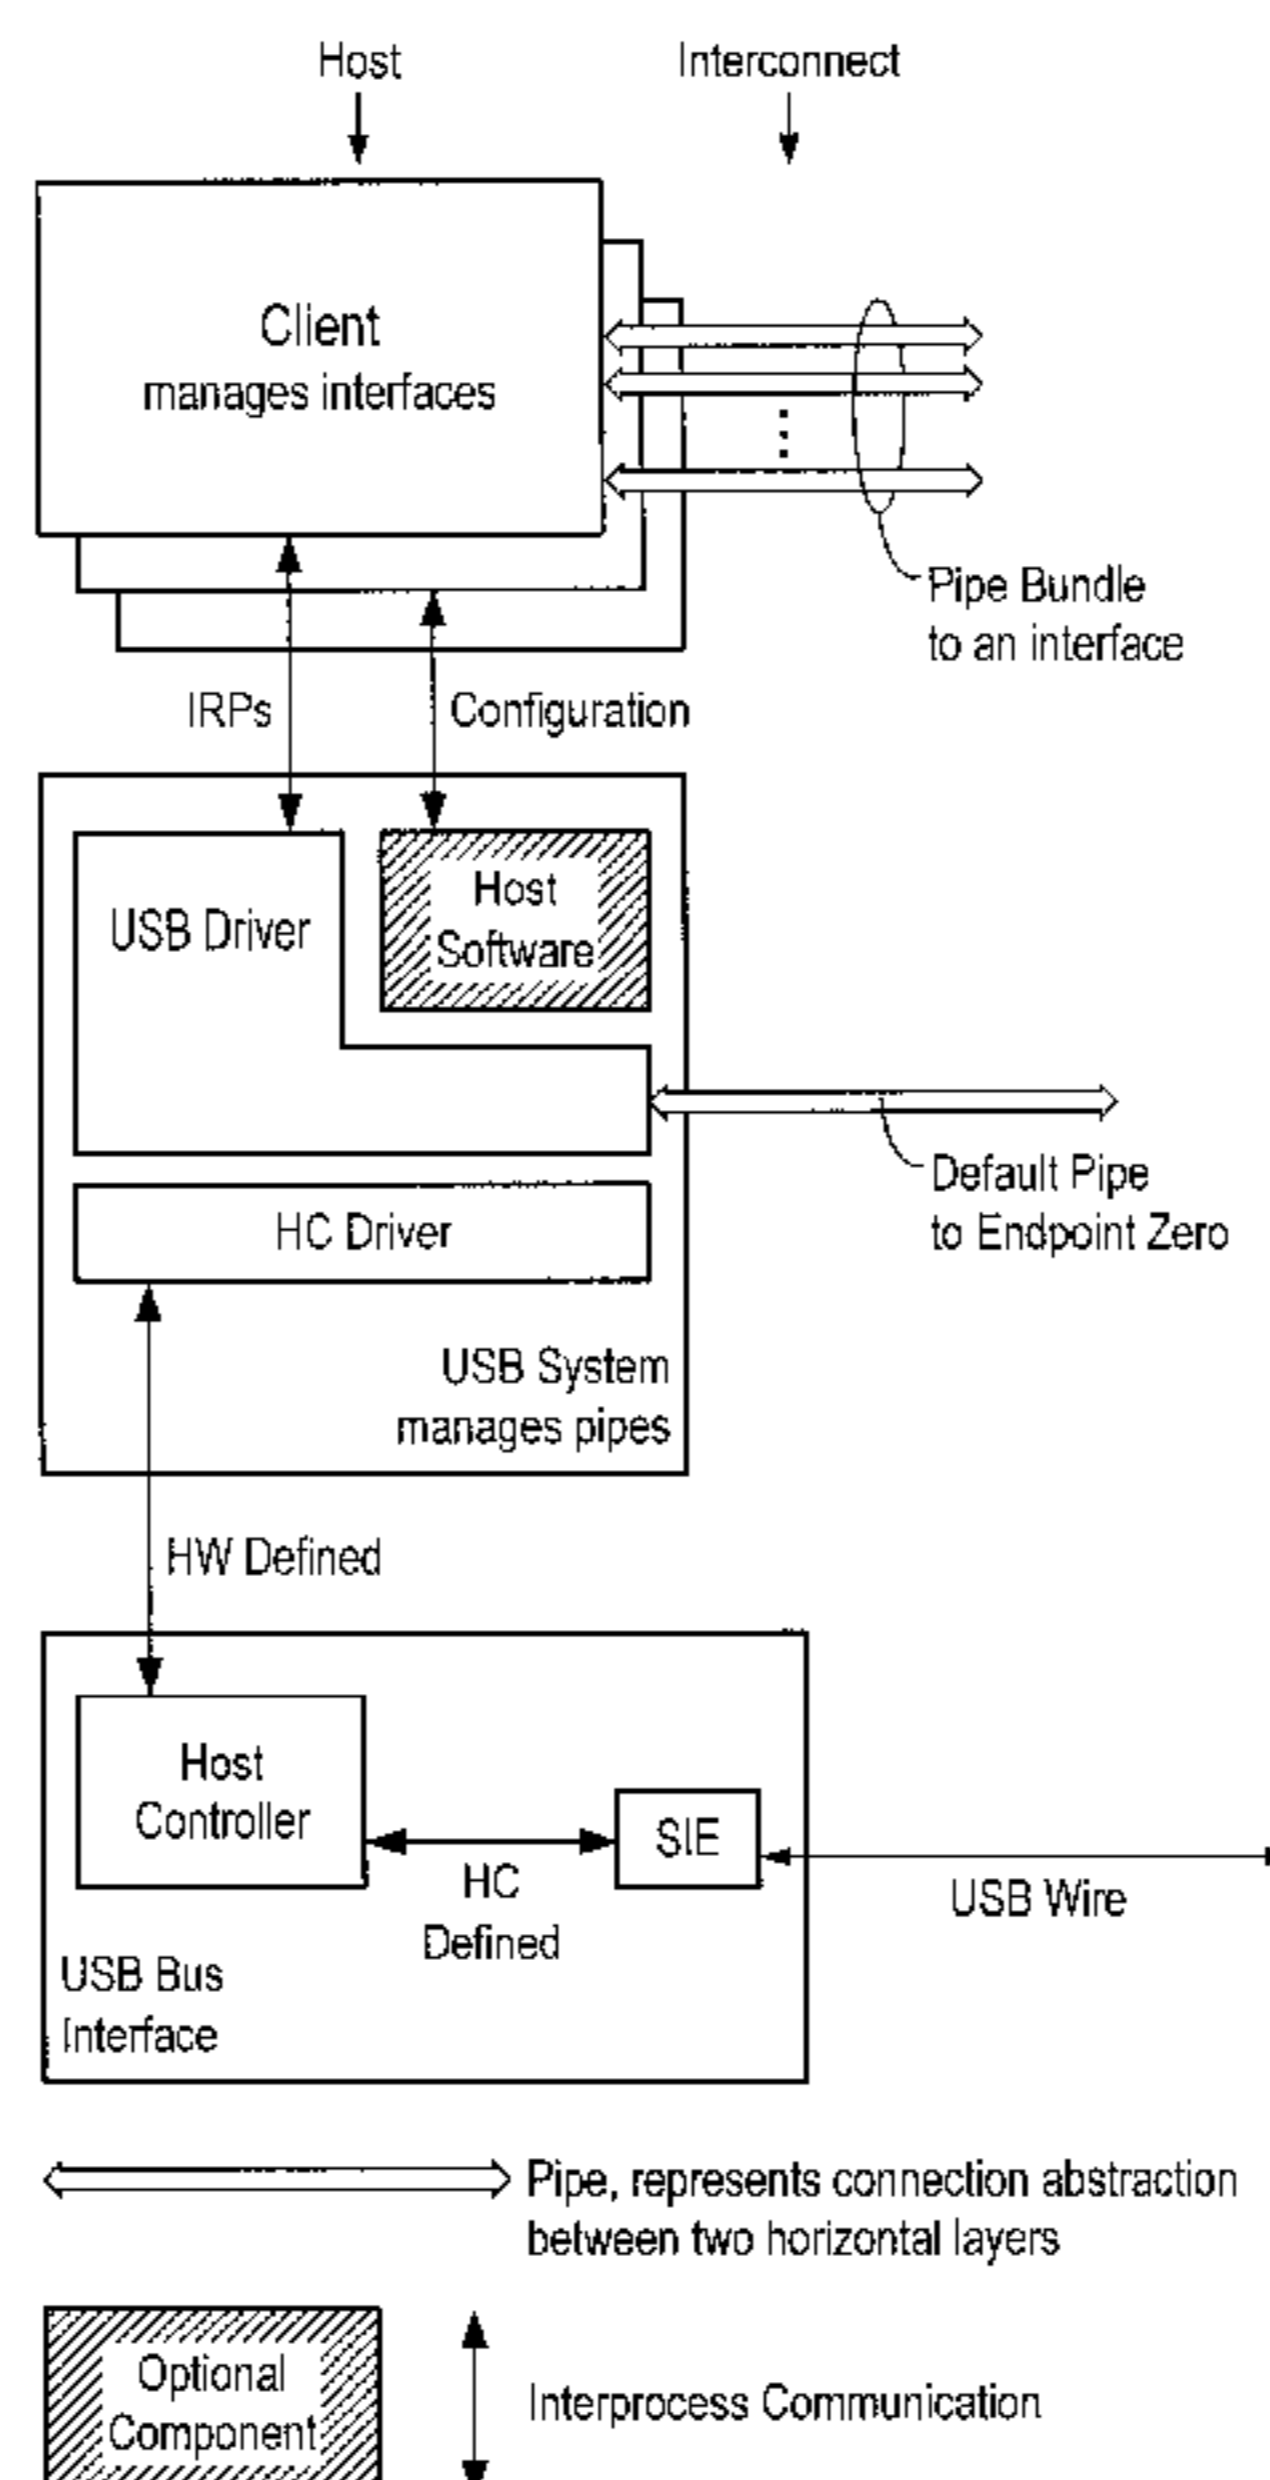 Host
Interconnect
Client
manages interfaces
Pipe Bundle
to an interface
IRPs
Configuration
USB Driver
Host
Software
Default Pipe
to Endpoint Zero
HC Driver
USB System
manages pipes
HW Defined
Host
Controller
SIE
HC
Defined
USB Wire
USB Bus
Interface
Pipe, represents connection abstraction
between two horizontal layers
Optional
Component
Interprocess Communication